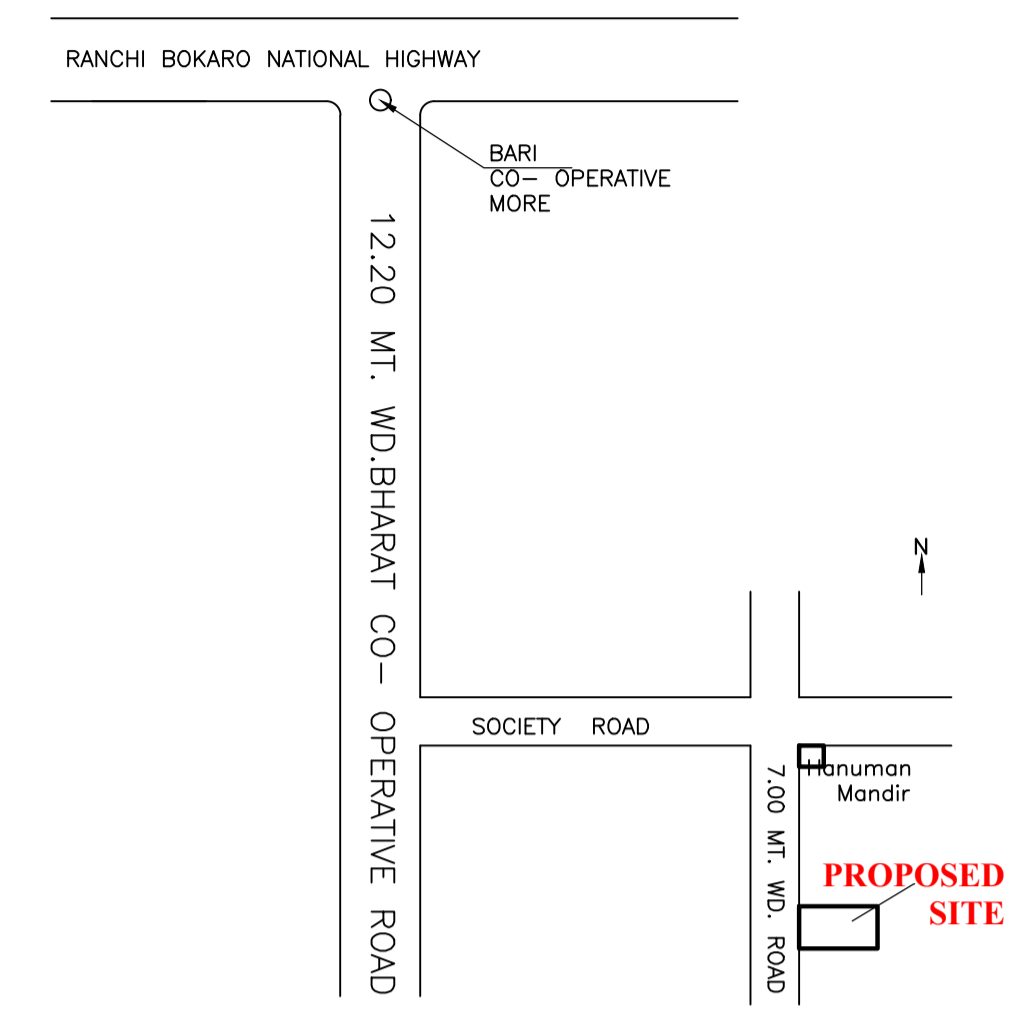 RANCHI BOKARO NATIONAL HIGHWAY
BARI
CO- OPERATIVE
MORE
12.20 MT. WD.BHARAT CO- OPERATIVE ROAD
N
SOCIETY ROAD
Hanuman
Mandir
7.00 MT. WD. ROAD
PROPOSED
SITE